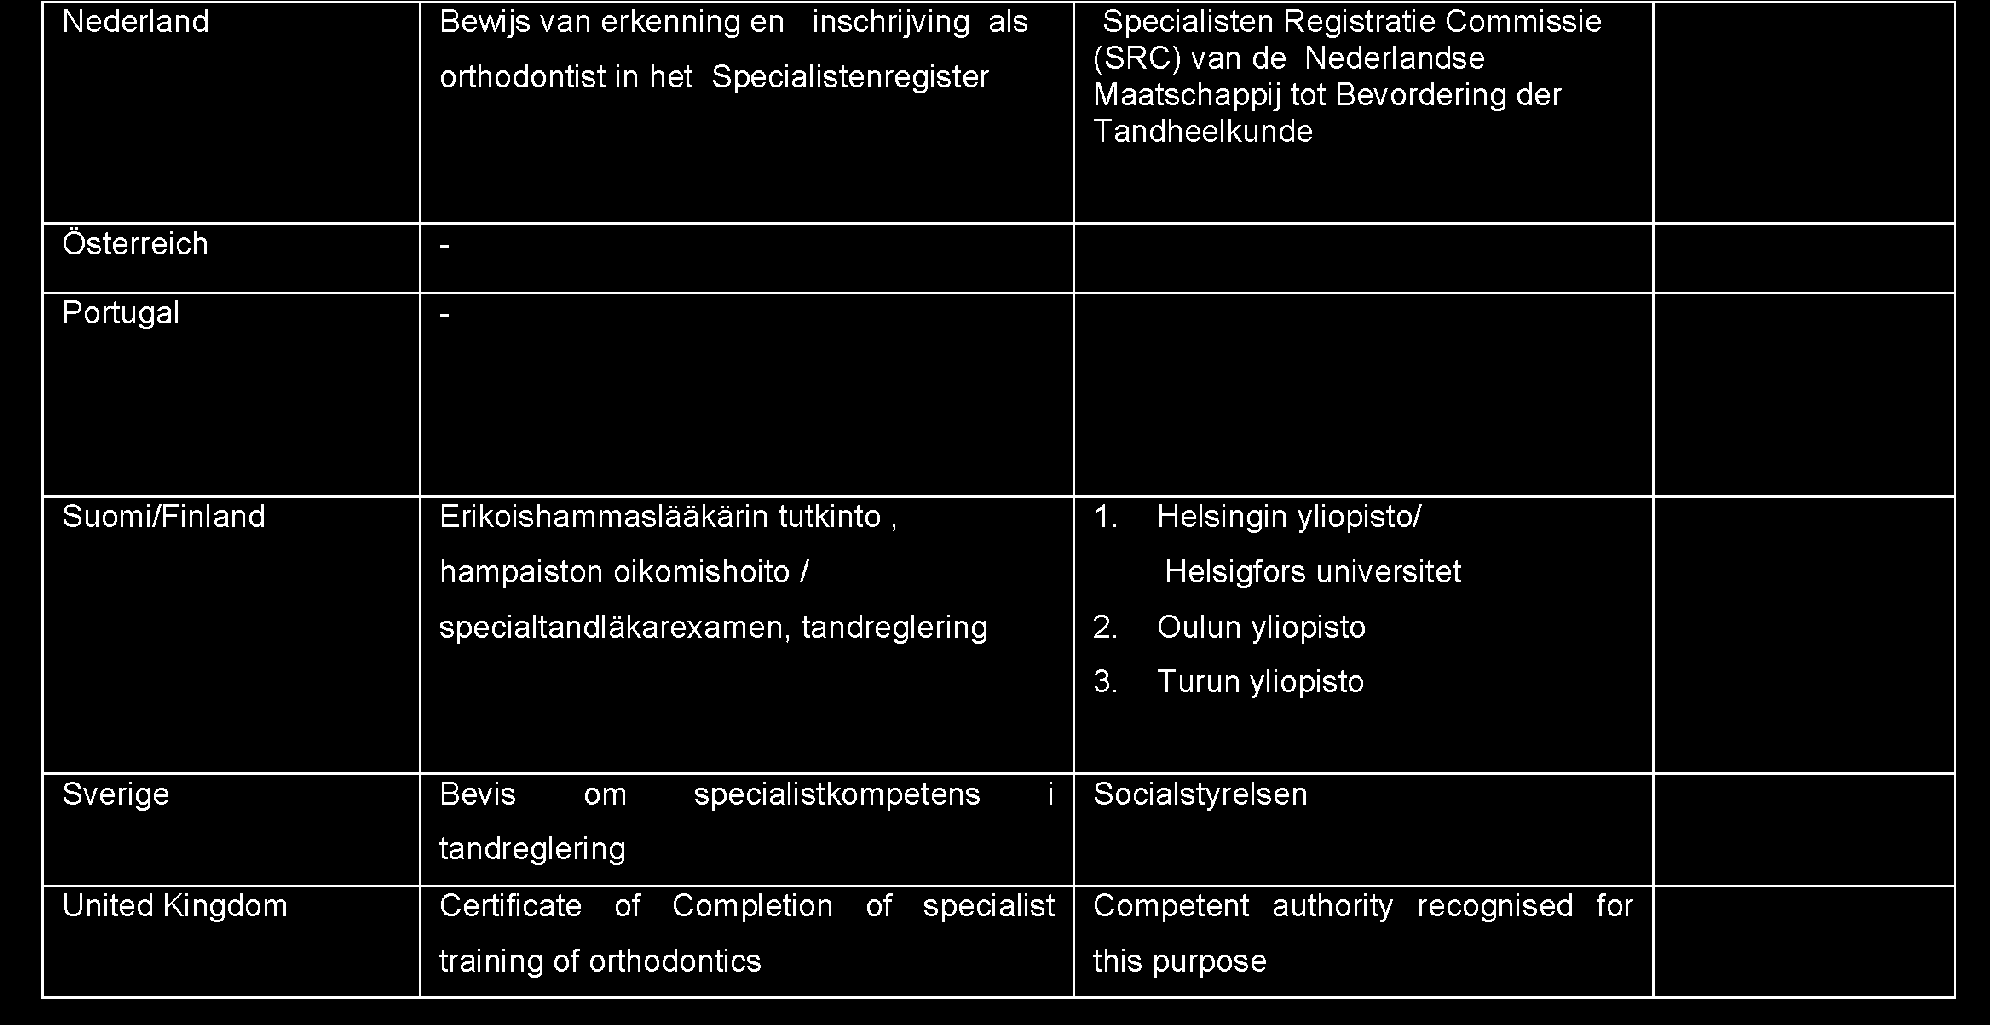 Nederland
Bewijs van erkenning en inschrijving als
orthodontist in het Specialistenregister
Specialisten Registratie Commissie
(SRC) van de Nederlandse
Maatschappij tot Bevordering der
Tandheelkunde
Österreich
-
Portugal
-
Suomi/Finland
Erikoishammaslääkärin tutkinto ,
hampaiston oikomishoito /
specialtandläkarexamen, tandreglering
1. Helsingin yliopisto/
Helsigfors universitet
2. Oulun yliopisto
3. Turun yliopisto
Sverige
Bevis om specialistkompetens i
tandreglering
Socialstyrelsen
United Kingdom
Certificate of Completion of specialist
training of orthodontics
Competent authority recognised for
this purpose